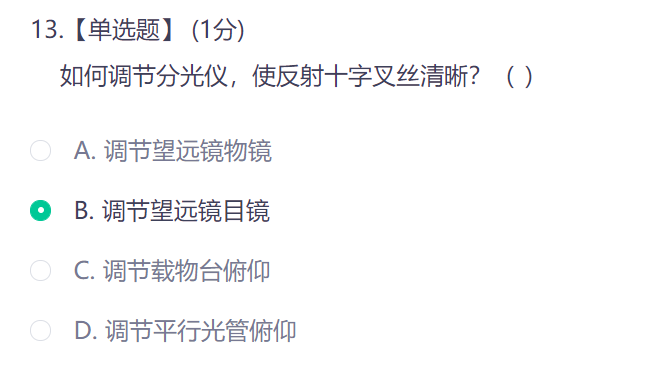 13.【单选题】 (1分)
如何调节分光仪，使反射十字叉丝清晰？（ ）
A. 调节望远镜物镜
B. 调节望远镜目镜
C. 调节载物台俯仰
D. 调节平行光管俯仰